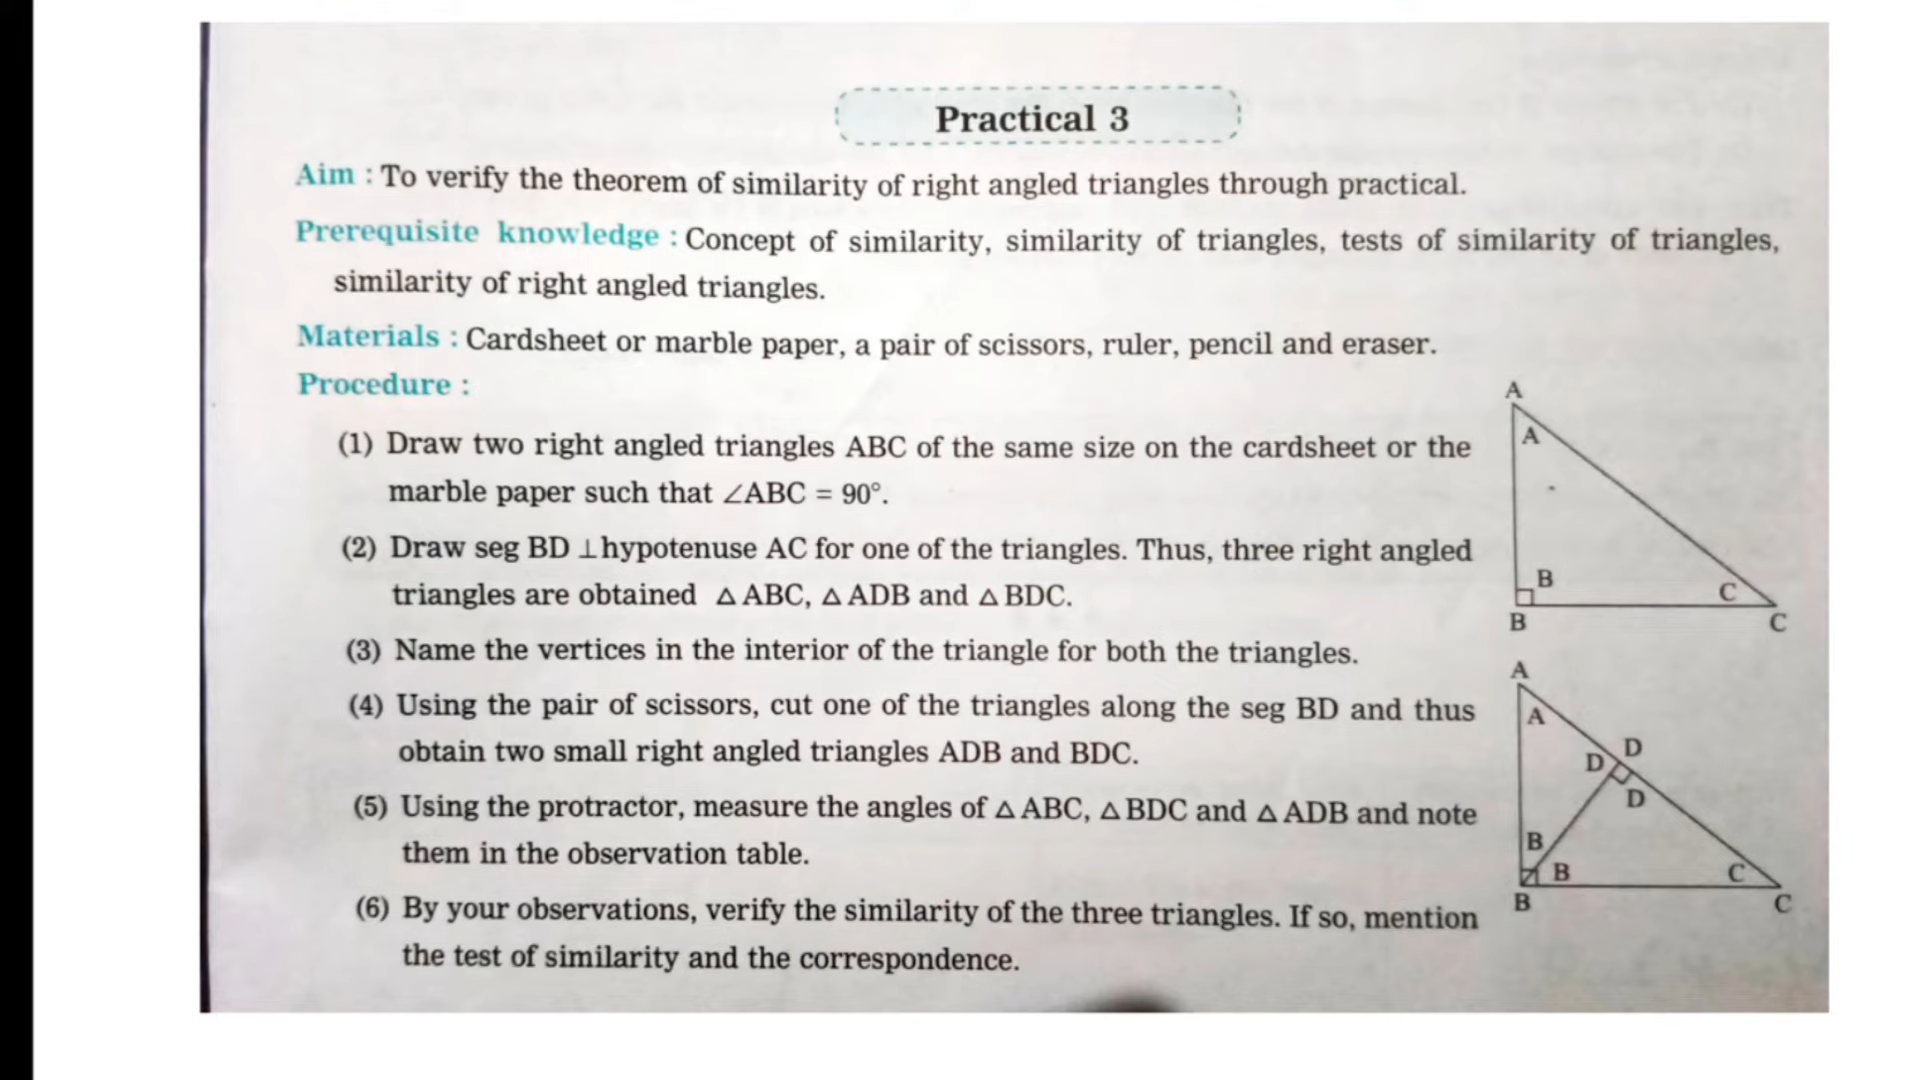 Practical 3
Aim : To verify the theorem of similarity of right angled triangles through practical.
Prerequisite knowledge : Concept of similarity, similarity of triangles, tests of similarity of triangles,
similarity of right angled triangles.
Materials : Cardsheet or marble paper, a pair of scissors, ruler, pencil and eraser.
Procedure :
(1) Draw two right angled triangles ABC of the same size on the cardsheet or the
marble paper such that ∠ABC = 90°.
(2) Draw seg BD ⊥hypotenuse AC for one of the triangles. Thus, three right angled
triangles are obtained △ABC, △ADB and △BDC.
(3) Name the vertices in the interior of the triangle for both the triangles.
(4) Using the pair of scissors, cut one of the triangles along the seg BD and thus
obtain two small right angled triangles ADB and BDC.
(5) Using the protractor, measure the angles of △ABC, △BDC and △ADB and note
them in the observation table.
(6) By your observations, verify the similarity of the three triangles. If so, mention
the test of similarity and the correspondence.
A
A
B
C
B
C
A
A
D
D
D
B
B
C
B
C